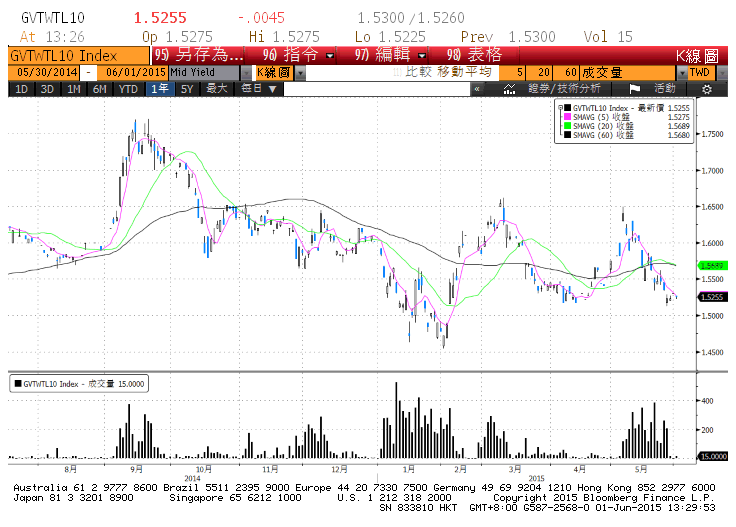 GVTWTL10 1.5255 -.0045 1.5300/1.5260
At 13:26 Op 1.5275 Hi 1.5275 Lo 1.5225 Prev 1.5300 Vol 15
GVTWTL10 Index 95) 另存為... 96) 指令 97) 編輯 98) 表格 K線圖
05/30/2014 - 06/01/2015 Mid Yield K線圖 比較 移動平均 5 20 60 成交量 TWD
1D 3D 1M 6M YTD 1年 5Y 最大 每日 ▼ « 證券/技術分析 活動
GVTWTL10 Index - 最新價 1.5255
SMAVG (5) 收盤 1.5275
SMAVG (20) 收盤 1.5689
SMAVG (60) 收盤 1.5680
1.7500
1.7000
1.6500
1.6000
1.5689
1.5500
1.5255
1.5000
1.4500
GVTWTL10 Index - 成交量 15.0000
400
200
15.0000
8月 9月 10月 11月 12月 1月 2月 3月 4月 5月
2014 2015
Australia 61 2 9777 8600 Brazil 5511 2395 9000 Europe 44 20 7330 7500 Germany 49 69 9204 1210 Hong Kong 852 2977 6000
Japan 81 3 3201 8900 Singapore 65 6212 1000 U.S. 1 212 318 2000 Copyright 2015 Bloomberg Finance L.P.
SN 833810 HKT GMT+8:00 G587-2568-0 01-Jun-2015 13:29:53